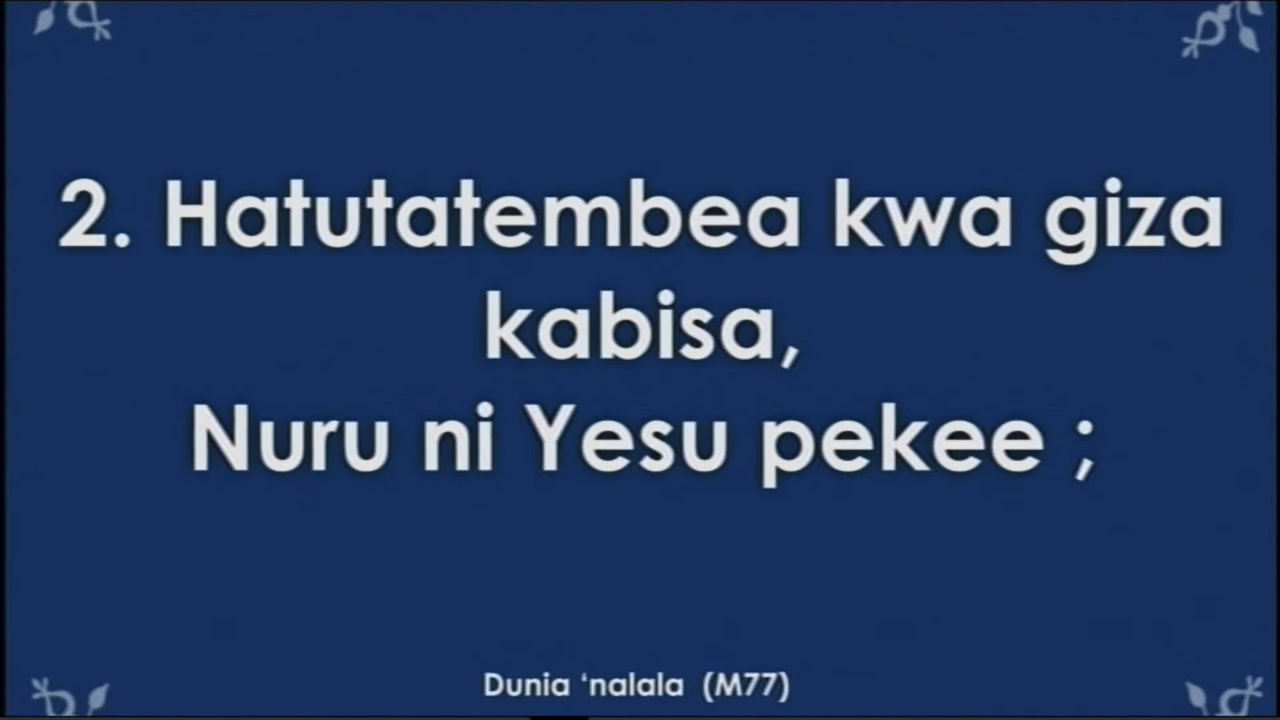 2. Hatutatembea kwa giza
kabisa,
Nuru ni Yesu pekee ;
Dunia ‘nalala (M77)